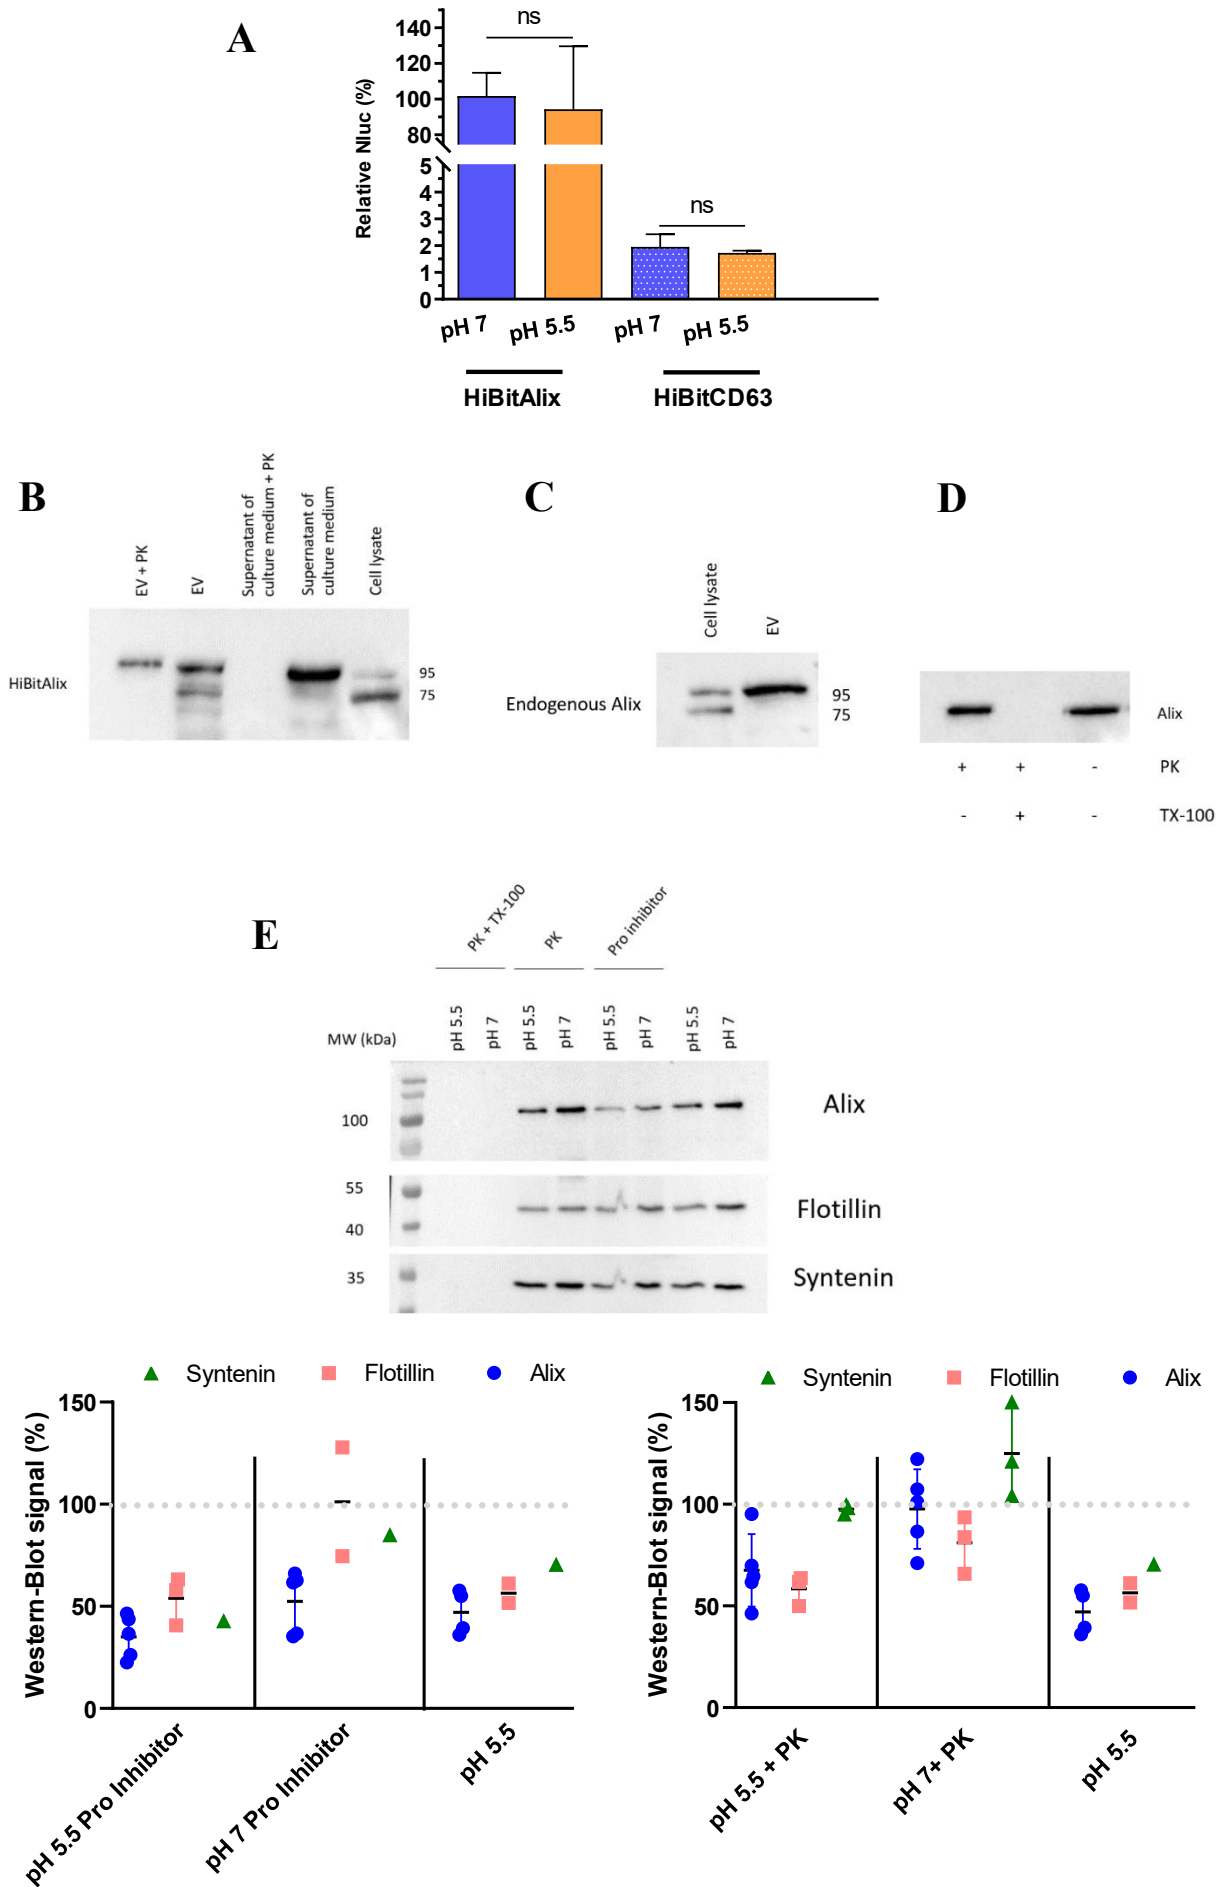 A
Relative Nluc (%)
140
120
100
80
5
4
3
2
1
0
ns
ns
pH 7
pH 5.5
pH 7
pH 5.5
HiBitAlix
HiBitCD63
B
EV + PK
EV
Supernatant of
culture medium + PK
Supernatant of
culture medium
Cell lysate
HiBitAlix
95
75
C
Cell lysate
EV
Endogenous Alix
95
75
D
Alix
+ + - PK
- + - TX-100
E
PK + TX-100
PK
Pro inhibitor
MW (kDa)
pH 5.5
pH 7
pH 5.5
pH 7
pH 5.5
pH 7
pH 5.5
pH 7
100
Alix
55
40
Flotillin
35
Syntenin
Syntenin
Flotillin
Alix
Western-Blot signal (%)
150
100
50
0
pH 5.5 Pro Inhibitor
pH 7 Pro Inhibitor
pH 5.5
Syntenin
Flotillin
Alix
Western-Blot signal (%)
150
100
50
0
pH 5.5 + PK
pH 7+ PK
pH 5.5